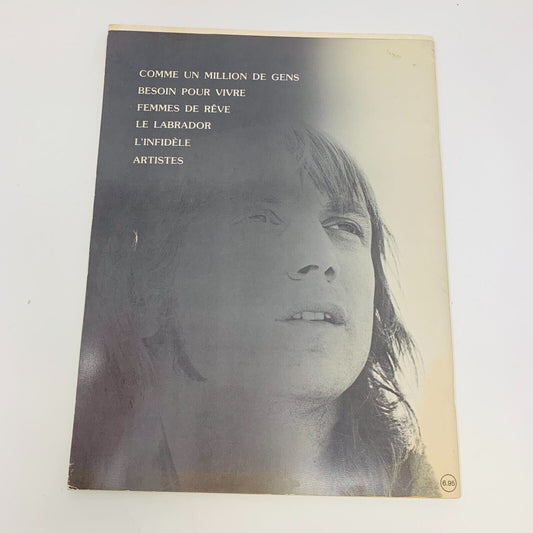 COMME UN MILLION DE GENS
BESOIN POUR VIVRE
FEMMES DE RÊVE
LE LABRADOR
L'INFIDÈLE
ARTISTES
6.95